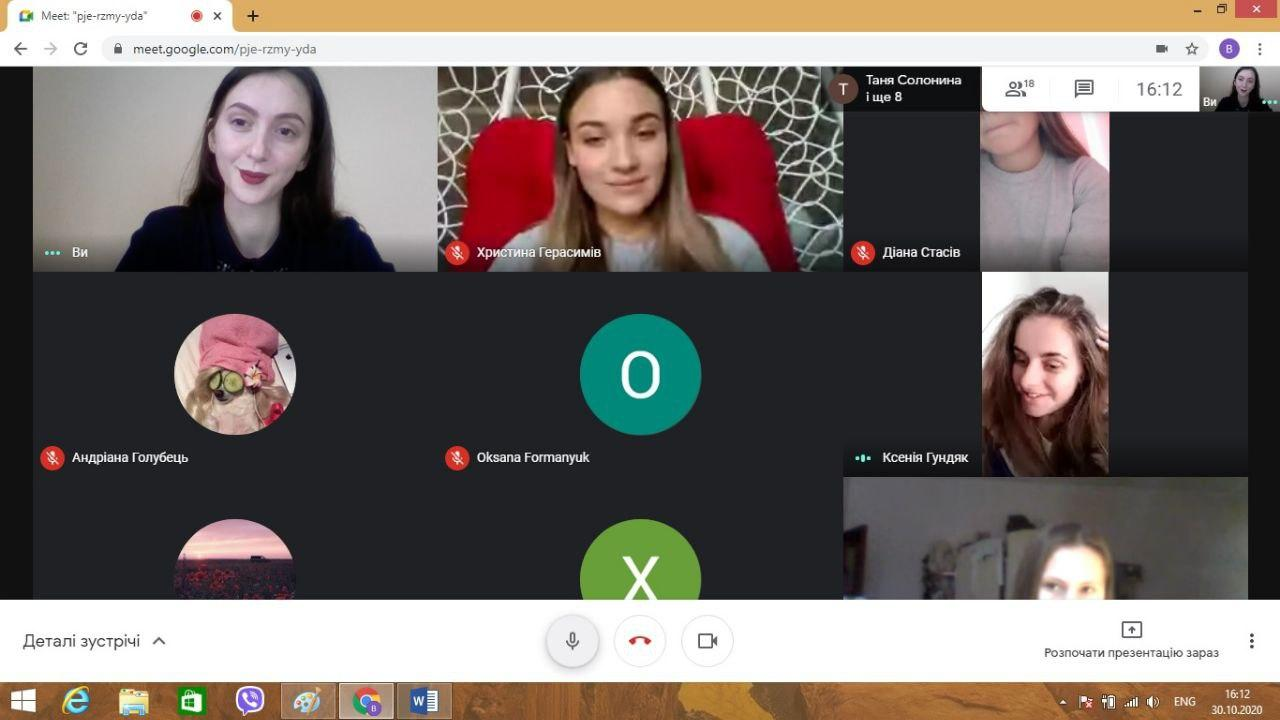 Meet: "pje-rzmy-yda"
meet.google.com/pje-rzmy-yda
B
T
Таня Солонина
і ще 8
18
16:12
Ви
Ви
Христина Герасимів
Діана Стасів
O
Андріана Голубець
Oksana Formanyuk
Ксенія Гундяк
X
Деталі зустрічі
Розпочати презентацію зараз
B
W
ENG
16:12
30.10.2020